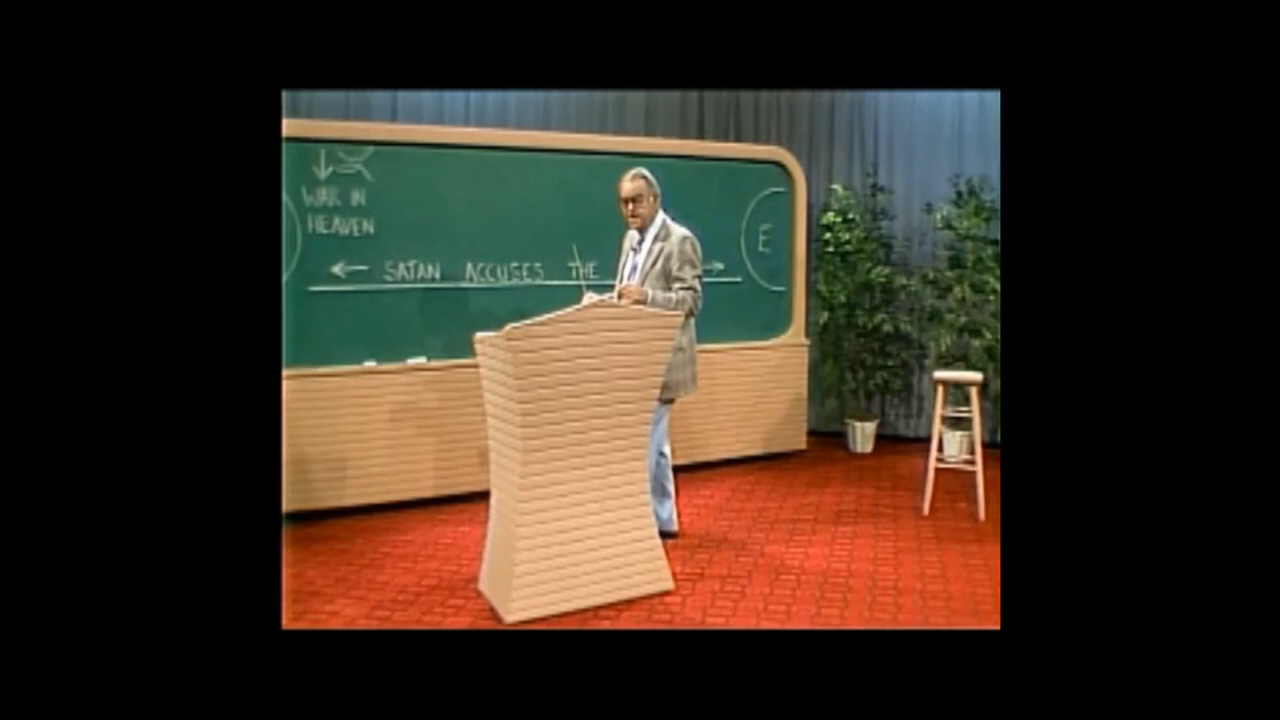 WAR IN
HEAVEN
← SATAN ACCUSES THE →
E